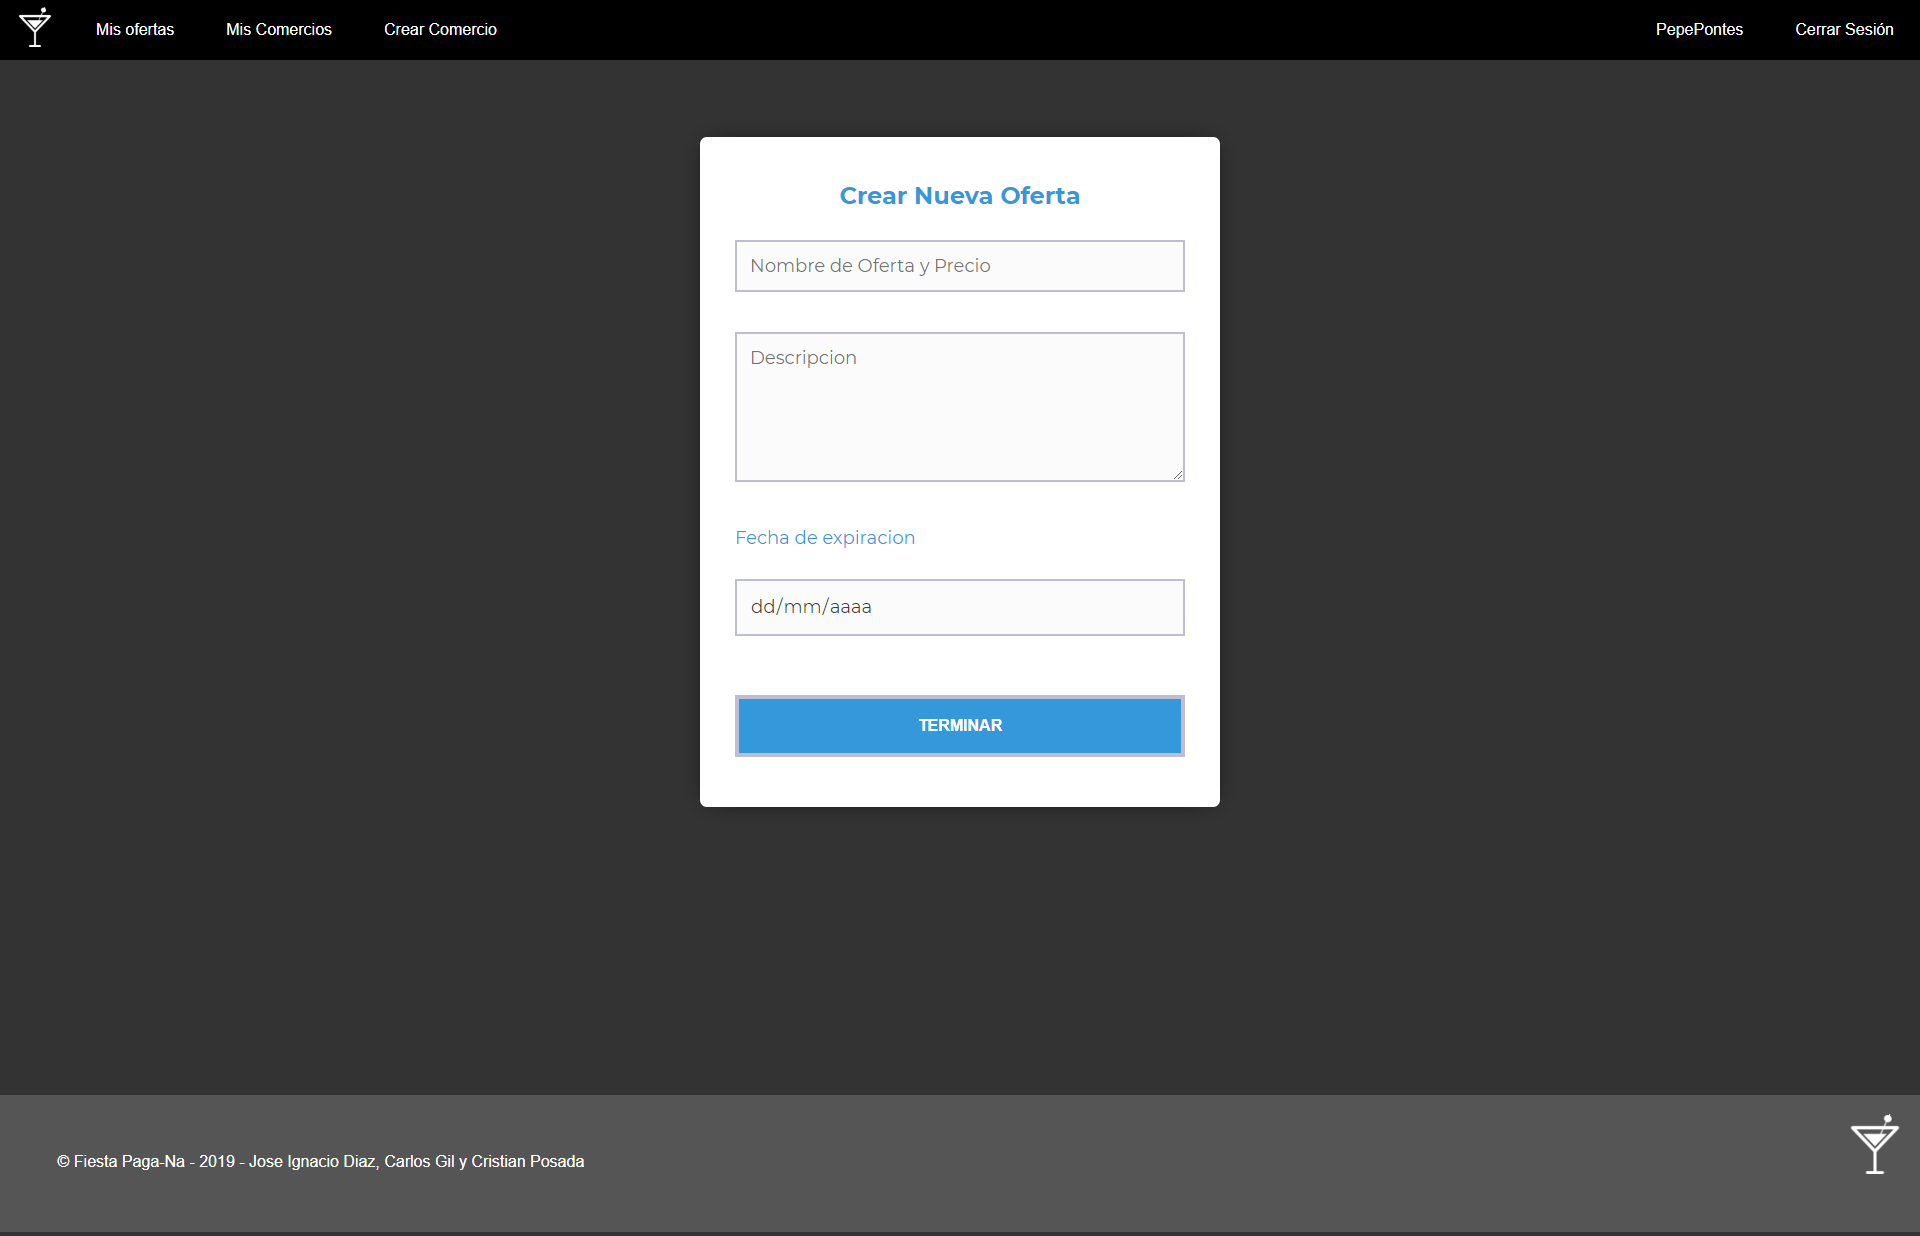 Mis ofertas Mis Comercios Crear Comercio PepePontes Cerrar Sesión
Crear Nueva Oferta
Nombre de Oferta y Precio
Descripcion
Fecha de expiracion
dd/mm/aaaa
TERMINAR
© Fiesta Paga-Na - 2019 - Jose Ignacio Diaz, Carlos Gil y Cristian Posada